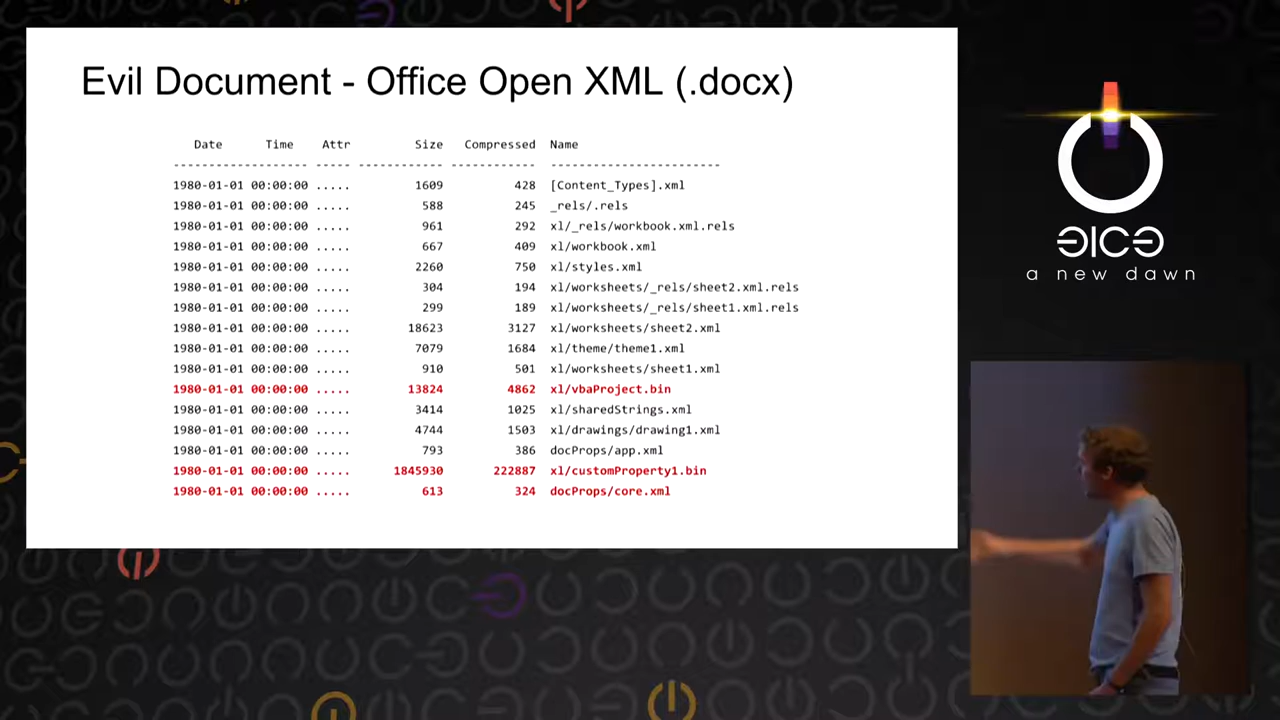 Evil Document - Office Open XML (.docx)
Date Time Attr Size Compressed Name
------------------- ----- ------------ ------------ ------------------------
1980-01-01 00:00:00 ..... 1609 428 [Content_Types].xml
1980-01-01 00:00:00 ..... 588 245 _rels/.rels
1980-01-01 00:00:00 ..... 961 292 xl/_rels/workbook.xml.rels
1980-01-01 00:00:00 ..... 667 409 xl/workbook.xml
1980-01-01 00:00:00 ..... 2260 750 xl/styles.xml
1980-01-01 00:00:00 ..... 304 194 xl/worksheets/_rels/sheet2.xml.rels
1980-01-01 00:00:00 ..... 299 189 xl/worksheets/_rels/sheet1.xml.rels
1980-01-01 00:00:00 ..... 18623 3127 xl/worksheets/sheet2.xml
1980-01-01 00:00:00 ..... 7079 1684 xl/theme/theme1.xml
1980-01-01 00:00:00 ..... 910 501 xl/worksheets/sheet1.xml
1980-01-01 00:00:00 ..... 13824 4862 xl/vbaProject.bin
1980-01-01 00:00:00 ..... 3414 1025 xl/sharedStrings.xml
1980-01-01 00:00:00 ..... 4744 1503 xl/drawings/drawing1.xml
1980-01-01 00:00:00 ..... 793 386 docProps/app.xml
1980-01-01 00:00:00 ..... 1845930 222887 xl/customProperty1.bin
1980-01-01 00:00:00 ..... 613 324 docProps/core.xml
a new dawn